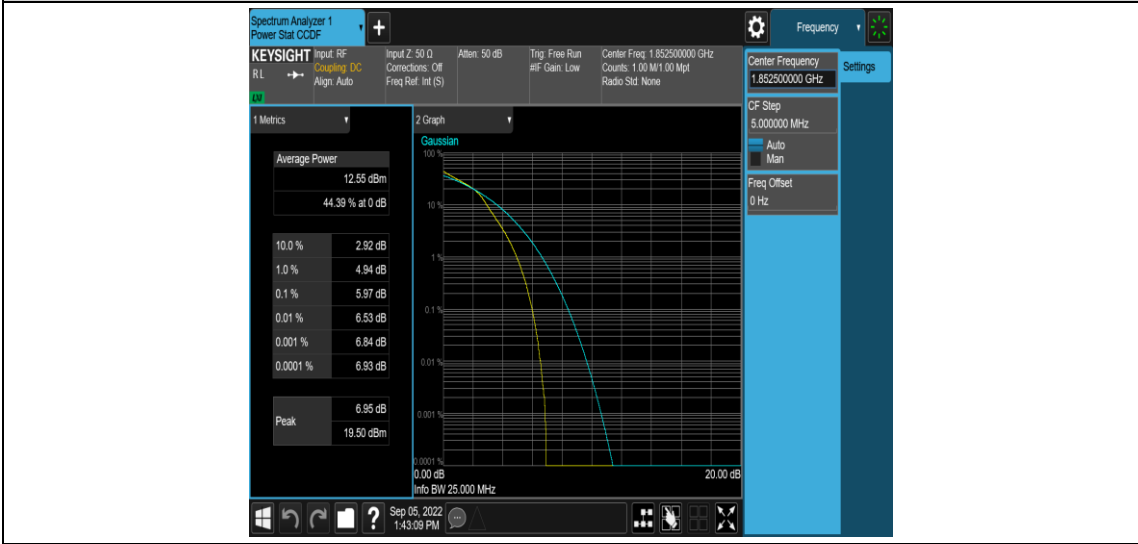 Spectrum Analyzer 1
Power Stat CCDF
+
Frequency
KEYSIGHT
R L
LXI
Input: RF
Coupling: DC
Align: Auto
Input Z: 50 Ω
Corrections: Off
Freq Ref: Int (S)
Atten: 50 dB
Trig: Free Run
#IF Gain: Low
Center Freq: 1.852500000 GHz
Counts: 1.00 M/1.00 Mpt
Radio Std: None
Center Frequency
1.852500000 GHz
Settings
CF Step
5.000000 MHz
Auto
Man
Freq Offset
0 Hz
1 Metrics
Average Power
12.55 dBm
44.39 % at 0 dB
10.0 % 2.92 dB
1.0 % 4.94 dB
0.1 % 5.97 dB
0.01 % 6.53 dB
0.001 % 6.84 dB
0.0001 % 6.93 dB
Peak
6.95 dB
19.50 dBm
2 Graph
Gaussian
100 %
10 %
1 %
0.1 %
0.01 %
0.001 %
0.0001 %
0.00 dB 20.00 dB
Info BW 25.000 MHz
?
Sep 05, 2022
1:43:09 PM